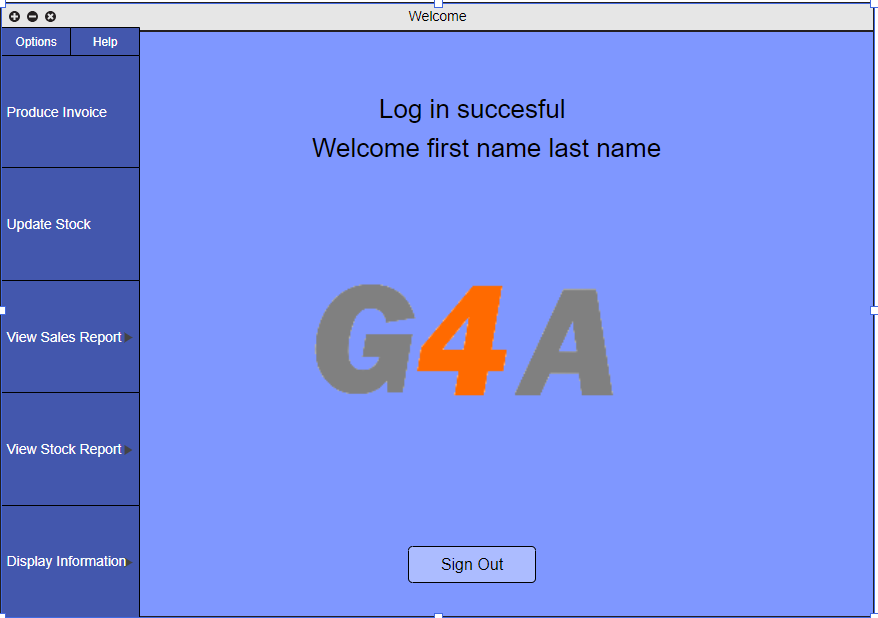 Welcome
Options
Help
Produce Invoice
Update Stock
View Sales Report
View Stock Report
Display Information
Log in succesful
Welcome first name last name
G4A
Sign Out